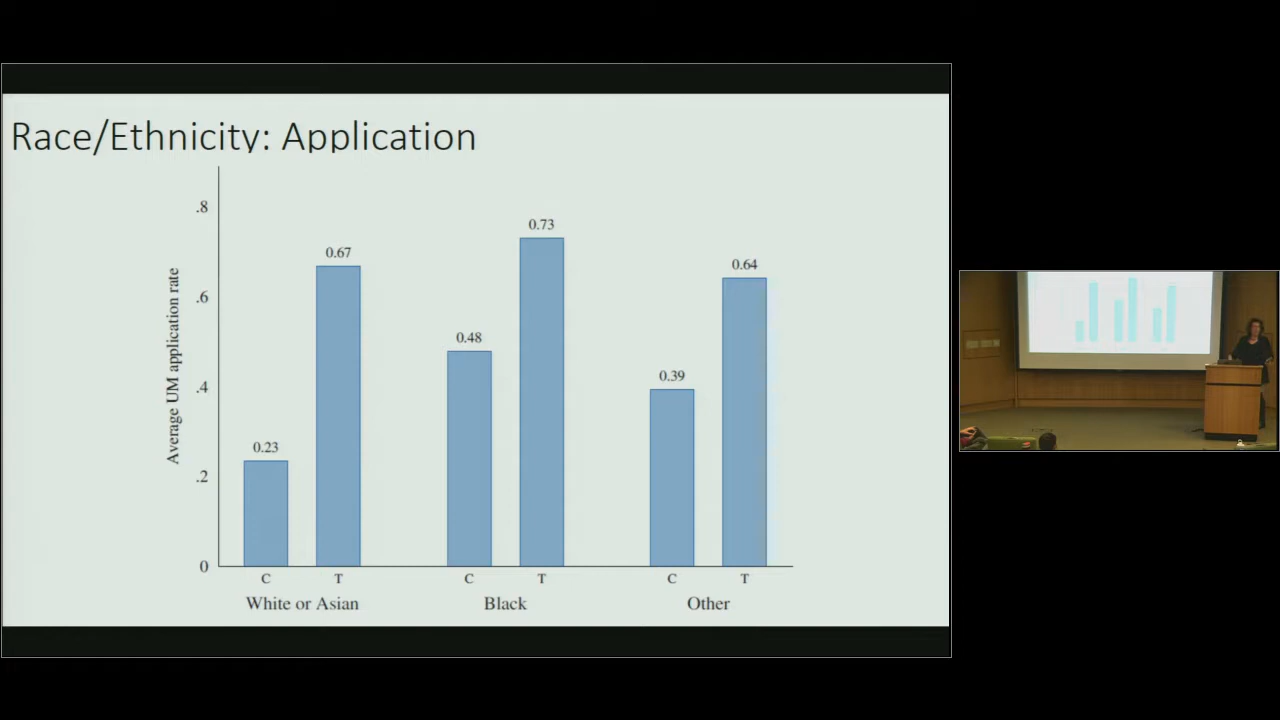 Race/Ethnicity: Application
Average UM application rate
.8
.6
.4
.2
0
0.23
0.67
0.48
0.73
0.39
0.64
C T C T C T
White or Asian Black Other